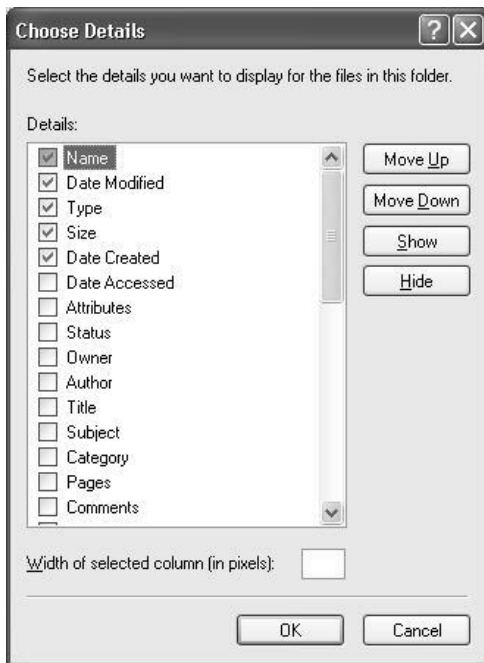 Choose Details
Select the details you want to display for the files in this folder.
Details:
Name
Date Modified
Type
Size
Date Created
Date Accessed
Attributes
Status
Owner
Author
Title
Subject
Category
Pages
Comments
Move Up
Move Down
Show
Hide
Width of selected column (in pixels):
OK
Cancel